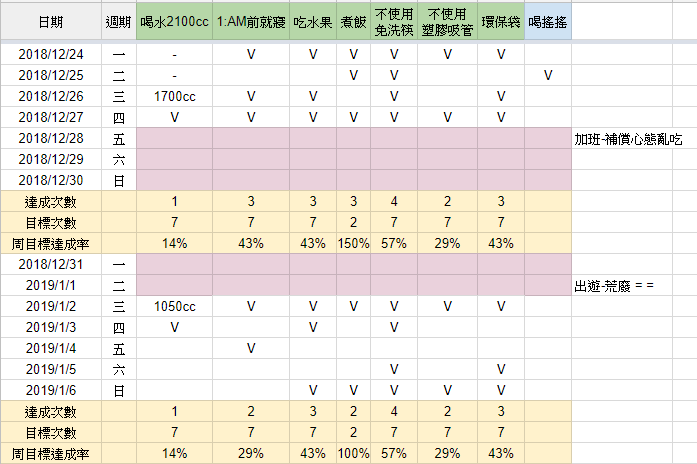 日期 週期 喝水2100cc 1:AM前就寢 吃水果 煮飯 不使用免洗筷 不使用塑膠吸管 環保袋 喝搖搖
2018/12/24 一 - V V V V V V
2018/12/25 二 - V V V
2018/12/26 三 1700cc V V V V
2018/12/27 四 V V V V V V V
2018/12/28 五 加班-補償心態亂吃
2018/12/29 六
2018/12/30 日
達成次數 1 3 3 3 4 2 3
目標次數 7 7 7 2 7 7 7
周目標達成率 14% 43% 43% 150% 57% 29% 43%
2018/12/31 一
2019/1/1 二 出遊-荒廢 = =
2019/1/2 三 1050cc V V V V V V
2019/1/3 四 V V V
2019/1/4 五 V
2019/1/5 六 V V
2019/1/6 日 V V V V V
達成次數 1 2 3 2 4 2 3
目標次數 7 7 7 2 7 7 7
周目標達成率 14% 29% 43% 100% 57% 29% 43%